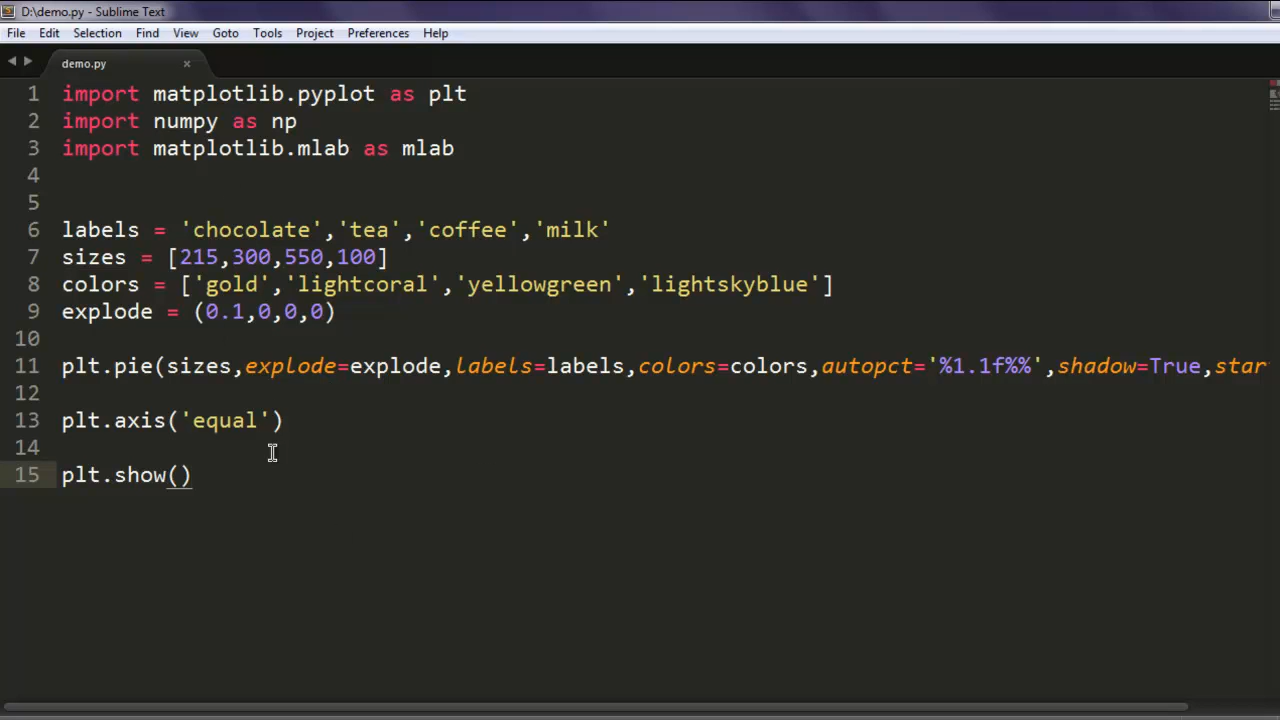 D:\demo.py - Sublime Text
File Edit Selection Find View Goto Tools Project Preferences Help
demo.py ×
1 import matplotlib.pyplot as plt
2 import numpy as np
3 import matplotlib.mlab as mlab
4
5
6 labels = 'chocolate','tea','coffee','milk'
7 sizes = [215,300,550,100]
8 colors = ['gold','lightcoral','yellowgreen','lightskyblue']
9 explode = (0.1,0,0,0)
10
11 plt.pie(sizes,explode=explode,labels=labels,colors=colors,autopct='%1.1f%%',shadow=True,star
12
13 plt.axis('equal')
14
15 plt.show()